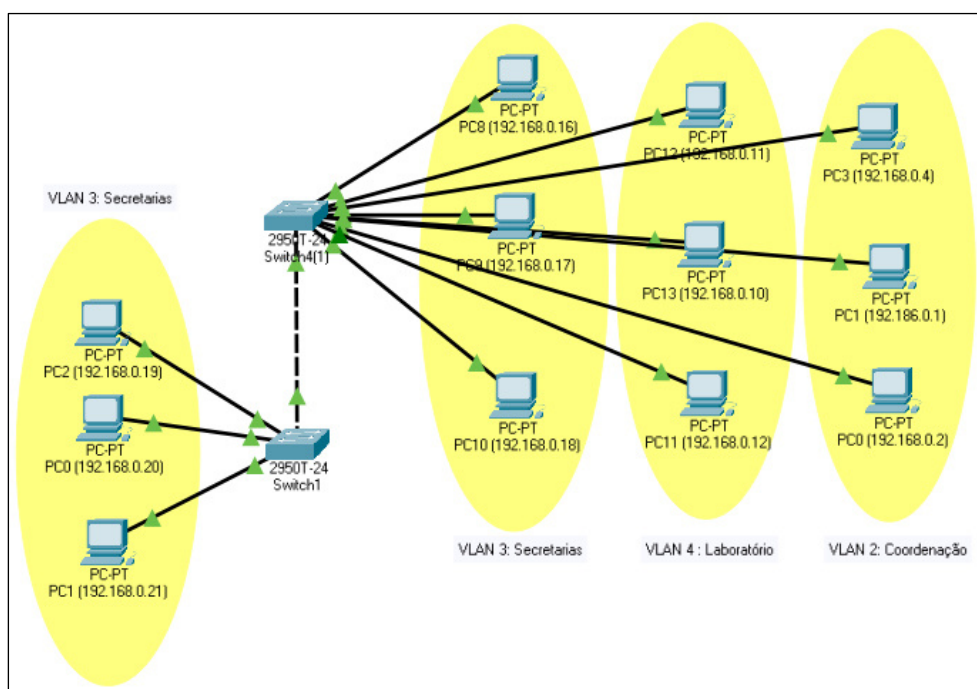 PC-PT
PC8 (192.168.0.16)
PC-PT
PC12 (192.168.0.11)
PC-PT
PC3 (192.168.0.4)
VLAN 3: Secretarias
2950T-24
Switch4(1)
PC-PT
PC9 (192.168.0.17)
PC-PT
PC13 (192.168.0.10)
PC-PT
PC1 (192.186.0.1)
PC-PT
PC2 (192.168.0.19)
PC-PT
PC0 (192.168.0.20)
2950T-24
Switch1
PC-PT
PC10 (192.168.0.18)
PC-PT
PC11 (192.168.0.12)
PC-PT
PC0 (192.168.0.2)
PC-PT
PC1 (192.168.0.21)
VLAN 3: Secretarias
VLAN 4 : Laboratório
VLAN 2: Coordenação